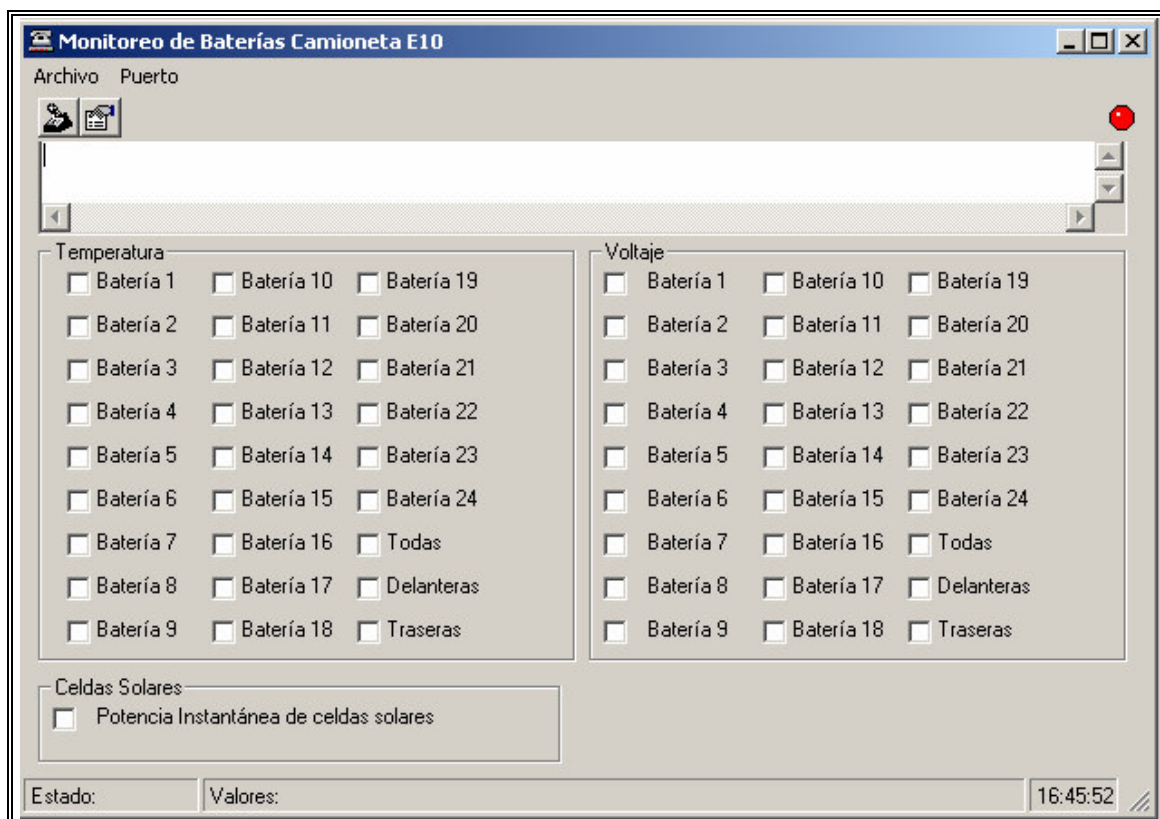 Monitoreo de Baterías Camioneta E10
Archivo Puerto
Temperatura
Batería 1 Batería 10 Batería 19
Batería 2 Batería 11 Batería 20
Batería 3 Batería 12 Batería 21
Batería 4 Batería 13 Batería 22
Batería 5 Batería 14 Batería 23
Batería 6 Batería 15 Batería 24
Batería 7 Batería 16 Todas
Batería 8 Batería 17 Delanteras
Batería 9 Batería 18 Traseras
Voltaje
Batería 1 Batería 10 Batería 19
Batería 2 Batería 11 Batería 20
Batería 3 Batería 12 Batería 21
Batería 4 Batería 13 Batería 22
Batería 5 Batería 14 Batería 23
Batería 6 Batería 15 Batería 24
Batería 7 Batería 16 Todas
Batería 8 Batería 17 Delanteras
Batería 9 Batería 18 Traseras
Celdas Solares
Potencia Instantánea de celdas solares
Estado: Valores: 16:45:52